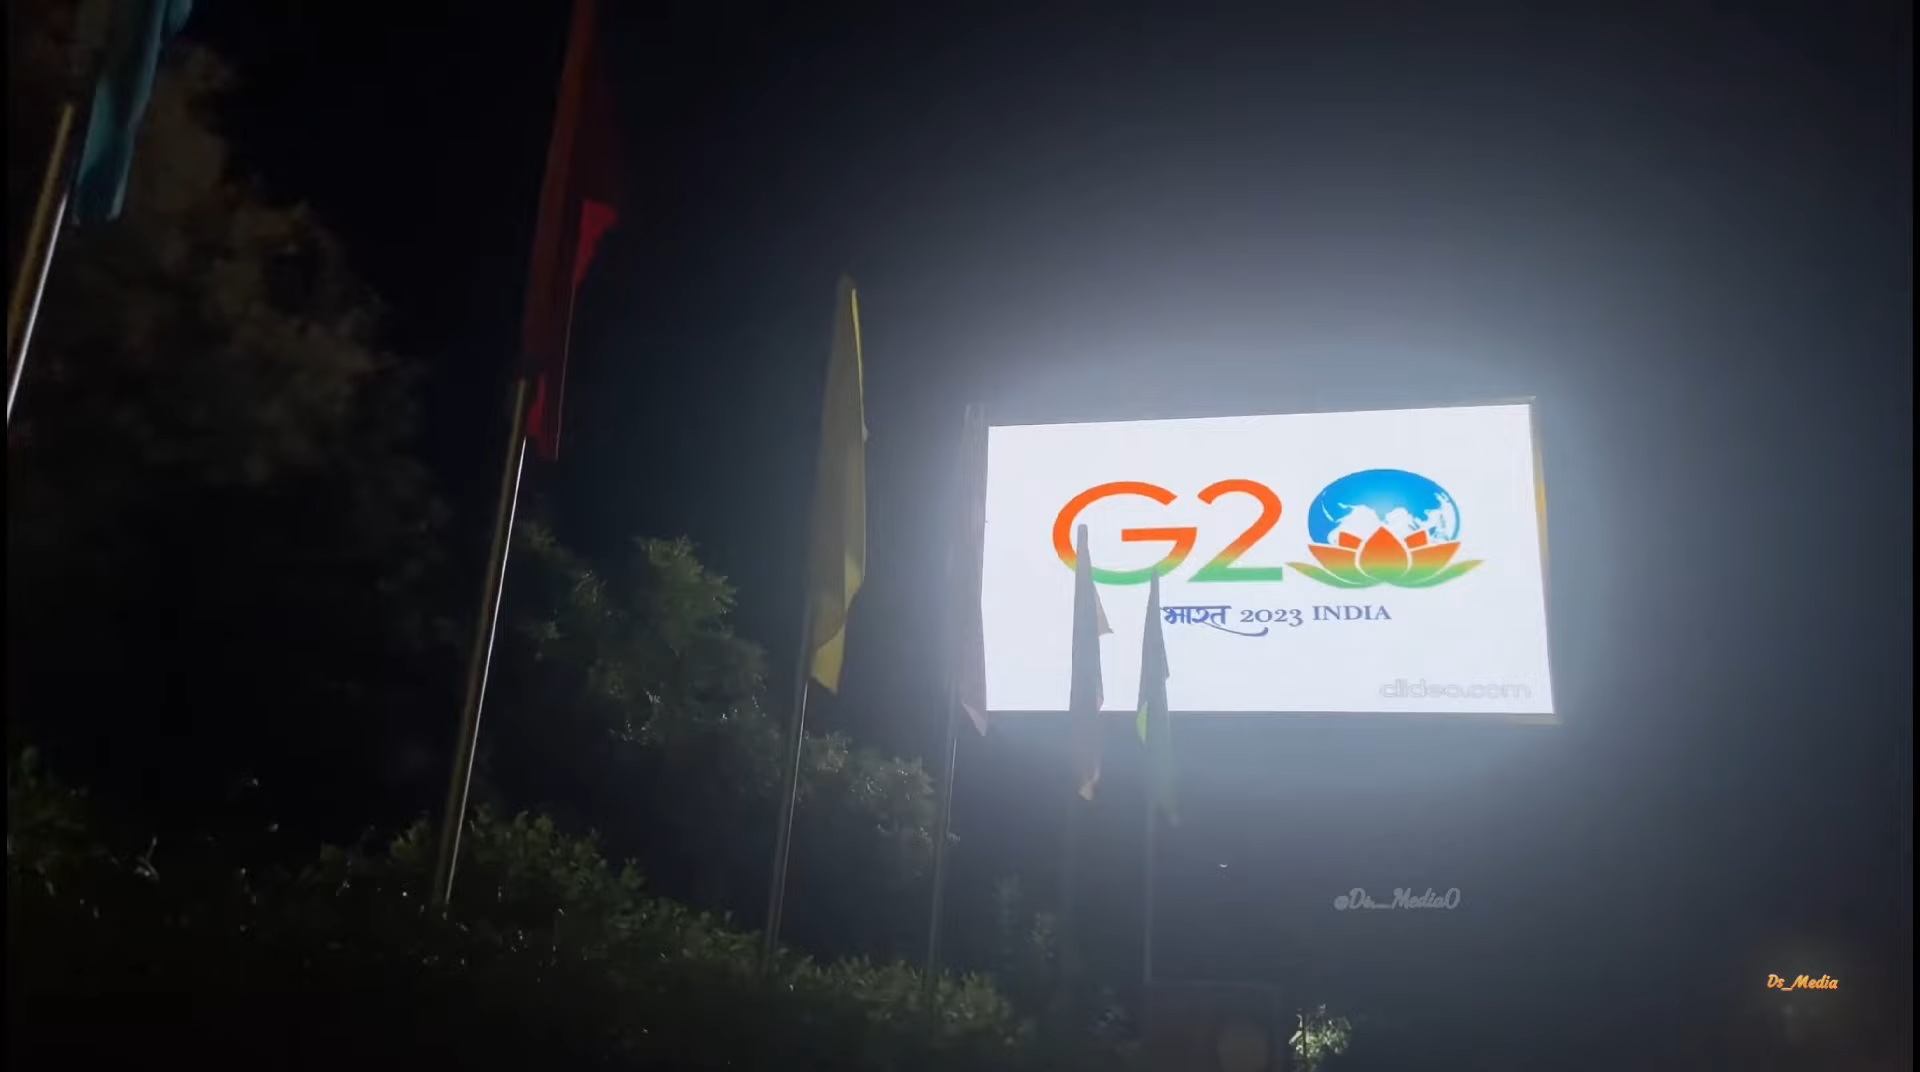 G20
भारत 2023 INDIA
clideo.com
@Ds_Media0
Ds_Media